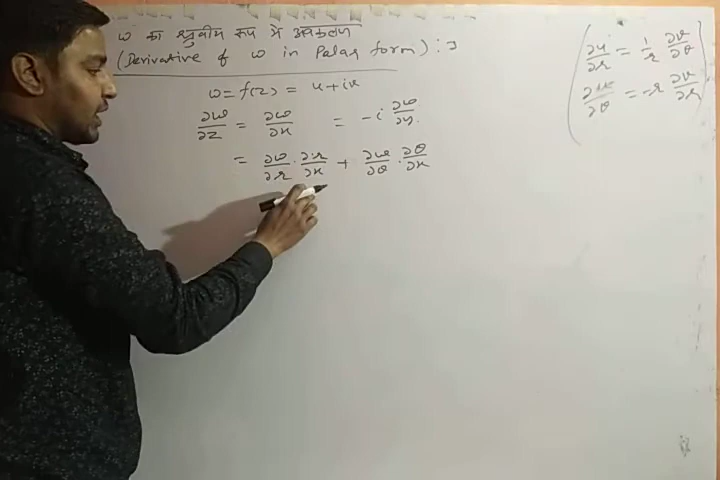 w का ध्रुवीय रूप में अवकलन
(Derivative of w in Polar form) :→
w = f(z) = u + iv
∂w/∂z = ∂w/∂x = -i ∂w/∂y.
= ∂w/∂r · ∂r/∂x + ∂w/∂θ · ∂θ/∂x
∂u/∂r = 1/r ∂v/∂θ
∂u/∂θ = -r ∂v/∂r